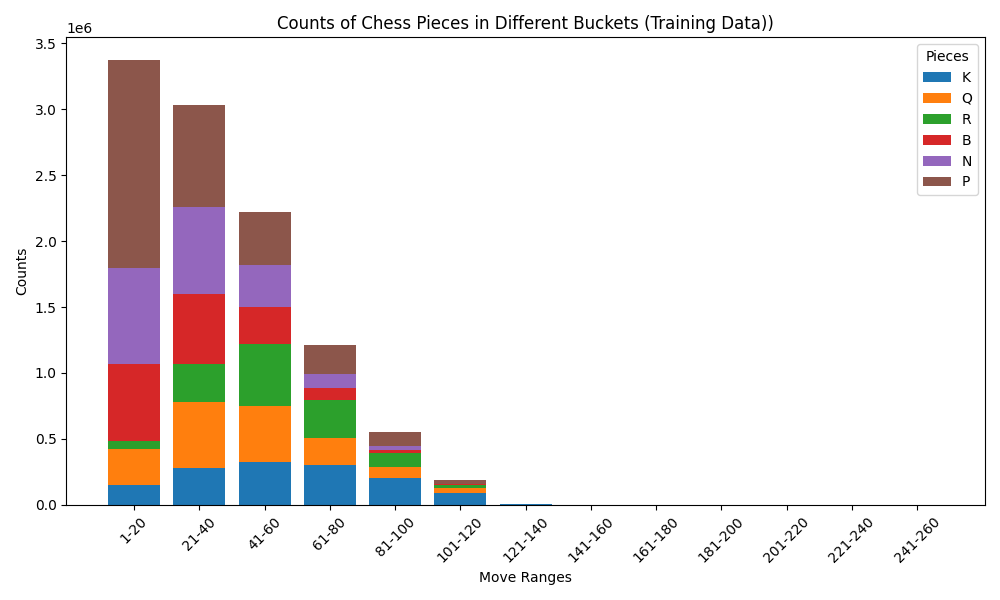 Counts of Chess Pieces in Different Buckets (Training Data))
1e6
3.5
3.0
2.5
2.0
1.5
1.0
0.5
0.0
Counts
Pieces
K
Q
R
B
N
P
1-20
21-40
41-60
61-80
81-100
101-120
121-140
141-160
161-180
181-200
201-220
221-240
241-260
Move Ranges